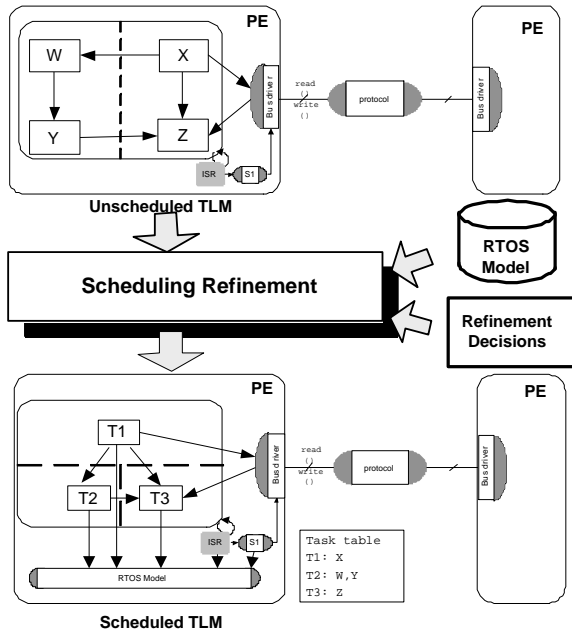 PE
PE
W
X
Y
Z
Bus driver
read
()
write
()
protocol
Bus driver
ISR
S1
Unscheduled TLM
RTOS
Model
Scheduling Refinement
Refinement
Decisions
PE
PE
T1
T2
T3
Bus driver
read
()
write
()
protocol
Bus driver
ISR
S1
RTOS Model
Task table
T1: X
T2: W,Y
T3: Z
Scheduled TLM